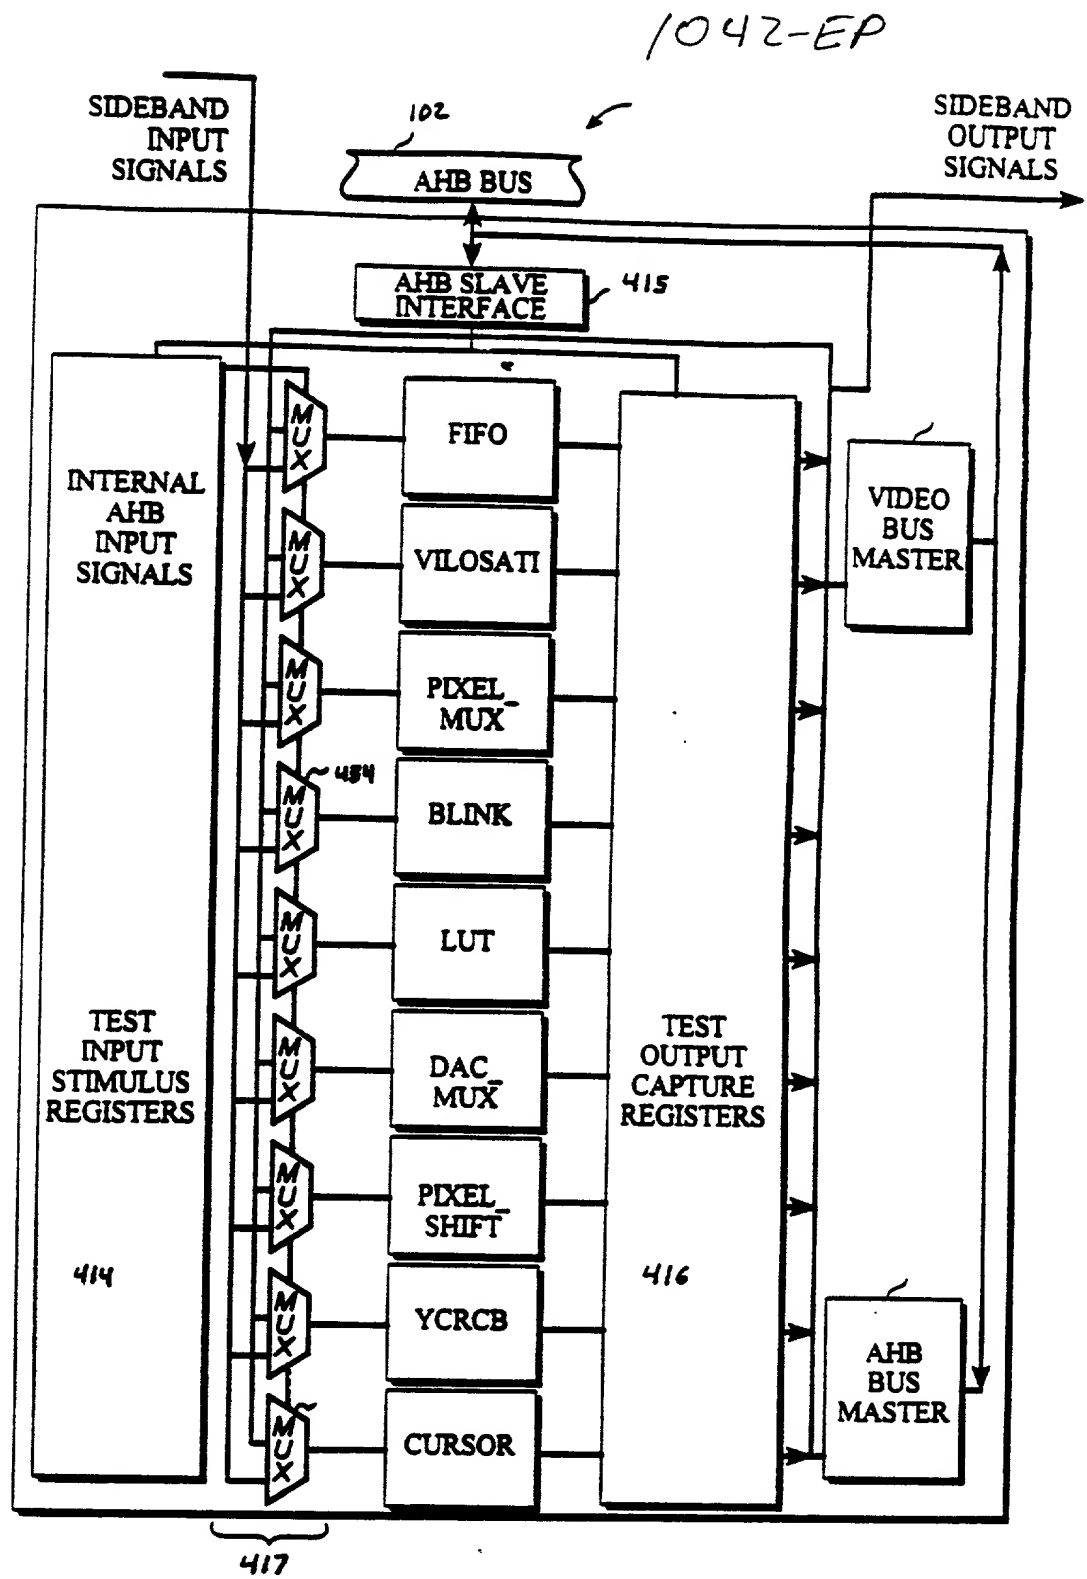 1042-EP
SIDEBAND
INPUT
SIGNALS
102
AHB BUS
SIDEBAND
OUTPUT
SIGNALS
AHB SLAVE
INTERFACE
415
INTERNAL
AHB
INPUT
SIGNALS
TEST
INPUT
STIMULUS
REGISTERS
414
MUX
MUX
MUX
MUX
454
MUX
MUX
MUX
MUX
MUX
417
FIFO
VILOSATI
PIXEL_
MUX
BLINK
LUT
DAC_
MUX
PIXEL_
SHIFT
YCRCB
CURSOR
TEST
OUTPUT
CAPTURE
REGISTERS
416
VIDEO
BUS
MASTER
AHB
BUS
MASTER